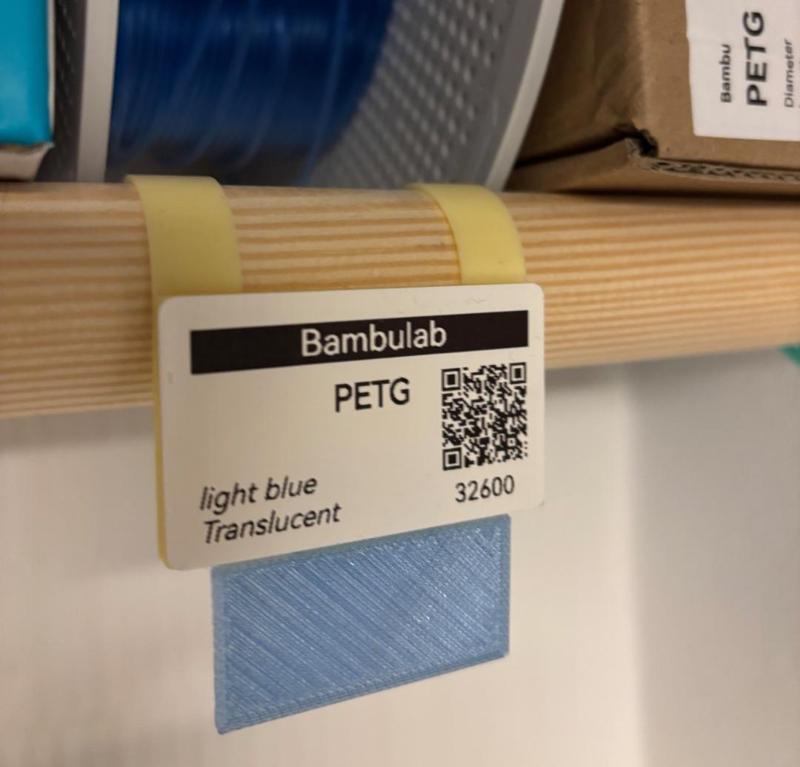 Bambu
PETG
Diameter
Bambulab
PETG
light blue
Translucent
32600